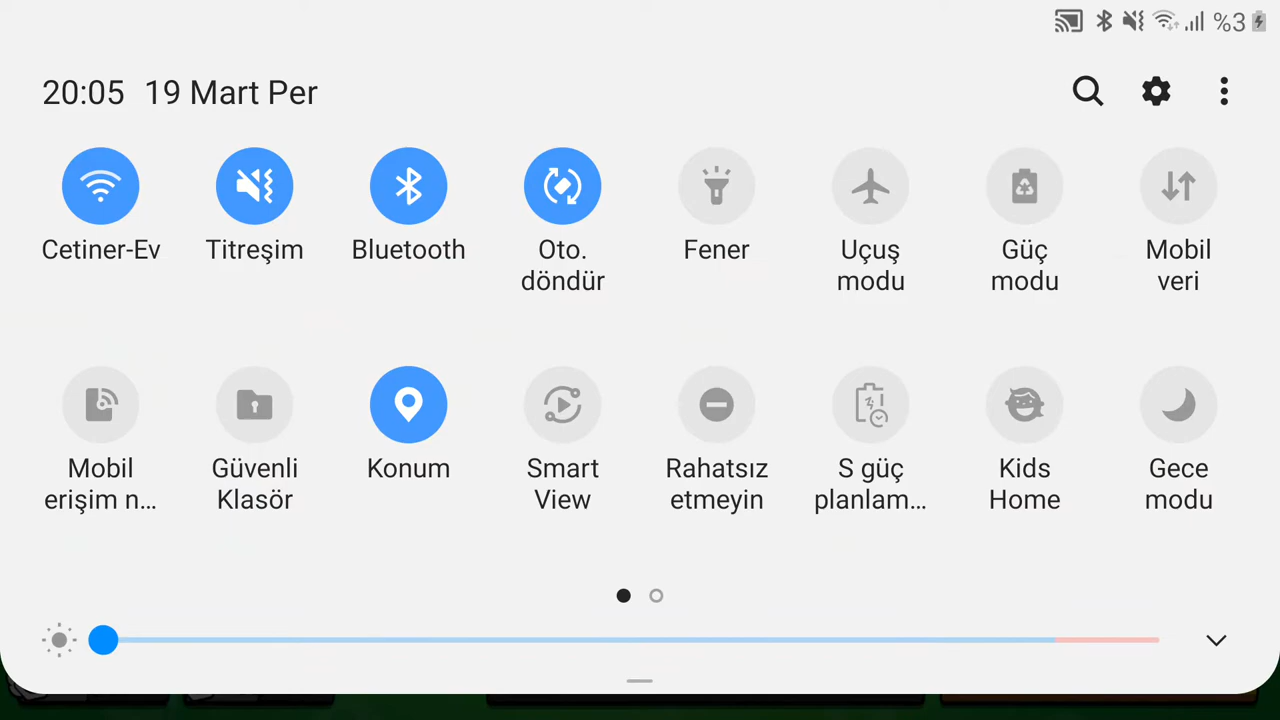 %3
20:05 19 Mart Per
Cetiner-Ev
Titreşim
Bluetooth
Oto.
döndür
Fener
Uçuş
modu
Güç
modu
Mobil
veri
Mobil
erişim n...
Güvenli
Klasör
Konum
Smart
View
Rahatsız
etmeyin
S güç
planlam...
Kids
Home
Gece
modu